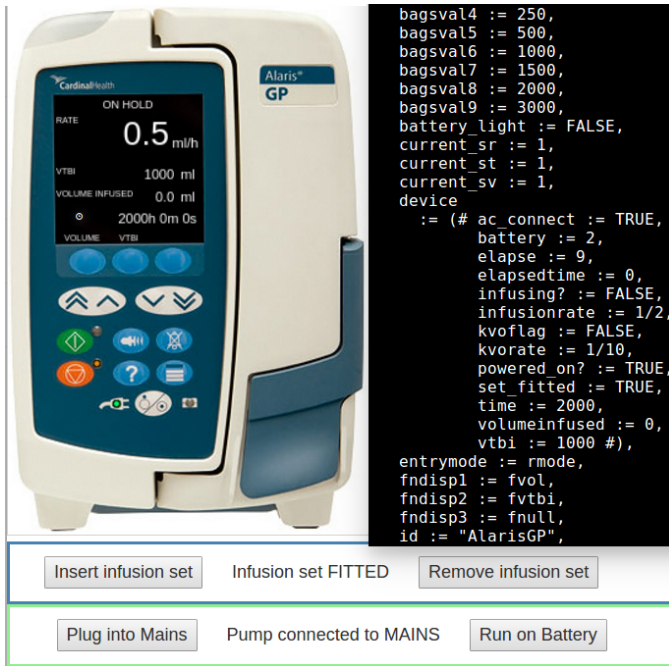 CardinalHealth
Alaris®
GP
ON HOLD
RATE
0.5 ml/h
VTBI
1000 ml
VOLUME INFUSED 0.0 ml
2000h 0m 0s
VOLUME VTBI
?
bagsval4 := 250,
bagsval5 := 500,
bagsval6 := 1000,
bagsval7 := 1500,
bagsval8 := 2000,
bagsval9 := 3000,
battery_light := FALSE,
current_sr := 1,
current_st := 1,
current_sv := 1,
device
:= (# ac_connect := TRUE,
battery := 2,
elapse := 9,
elapsedtime := 0,
infusing? := FALSE,
infusionrate := 1/2,
kvoflag := FALSE,
kvorate := 1/10,
powered_on? := TRUE,
set_fitted := TRUE,
time := 2000,
volumeinfused := 0,
vtbi := 1000 #),
entrymode := rmode,
fndisp1 := fvol,
fndisp2 := fvtbi,
fndisp3 := fnull,
id := "AlarisGP",
Insert infusion set Infusion set FITTED Remove infusion set
Plug into Mains Pump connected to MAINS Run on Battery